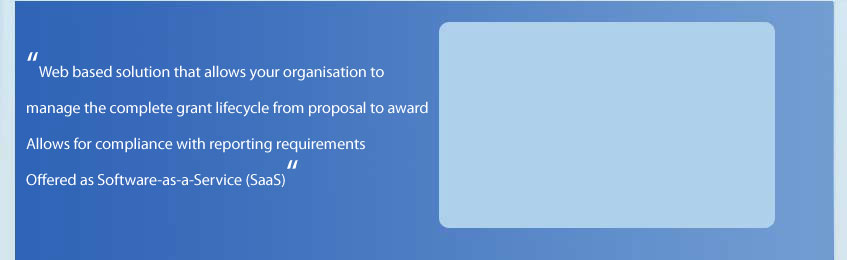 “Web based solution that allows your organisation to
manage the complete grant lifecycle from proposal to award
Allows for compliance with reporting requirements
Offered as Software-as-a-Service (SaaS)“